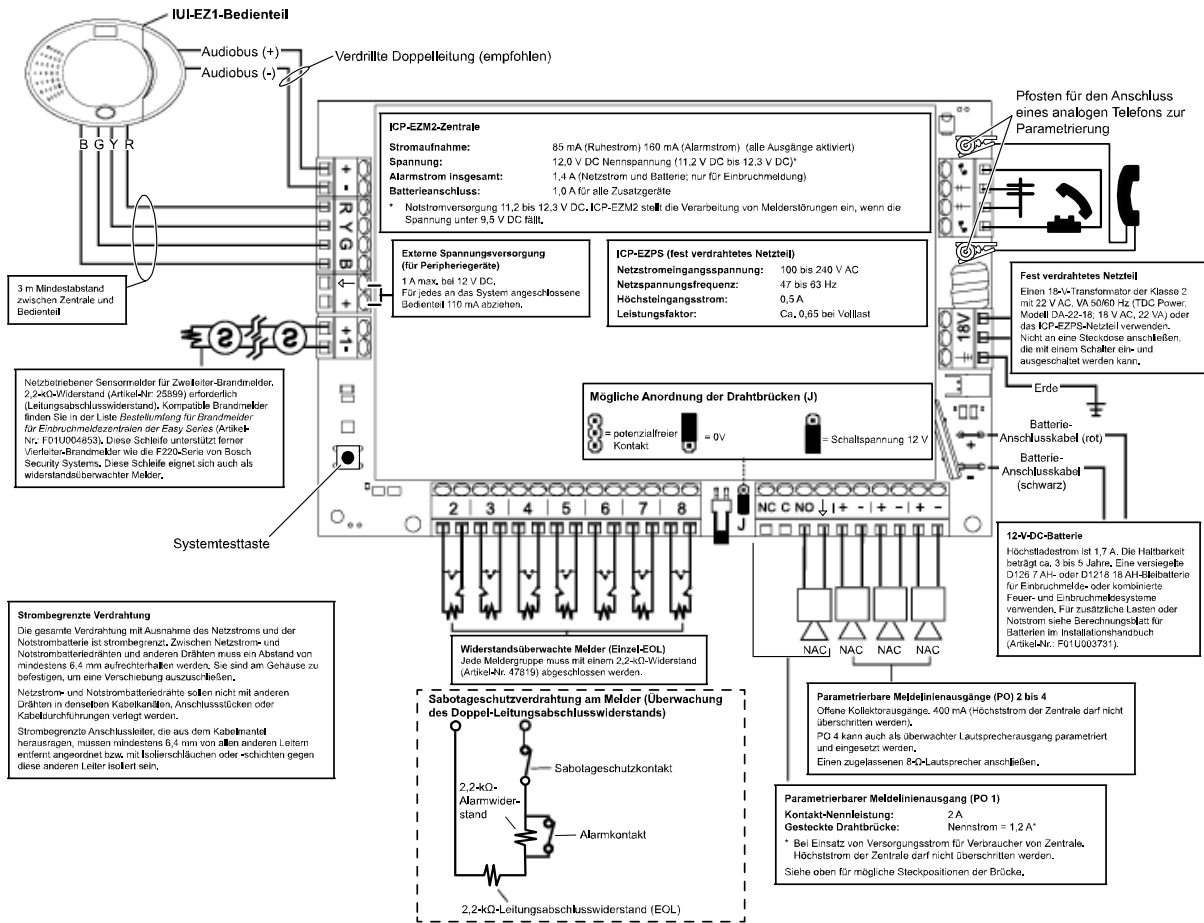 IUI-EZ1-Bedienteil
Audiobus (+)
Audiobus (-)
Verdrillte Doppelleitung (empfohlen)
B G Y R
3 m Mindestabstand
zwischen Zentrale und
Bedienteil
+
-
R
Y
G
B
+
+1-
ICP-EZM2-Zentrale
Stromaufnahme: 85 mA (Ruhestrom) 160 mA (Alarmstrom) (alle Ausgänge aktiviert)
Spannung: 12,0 V DC Nennspannung (11,2 V DC bis 12,3 V DC)*
Alarmstrom insgesamt: 1,4 A (Netzstrom und Batterie; nur für Einbruchmeldung)
Batterieanschluss: 1,0 A für alle Zusatzgeräte
* Notstromversorgung 11,2 bis 12,3 V DC. ICP-EZM2 stellt die Verarbeitung von Melderstörungen ein, wenn die
Spannung unter 9,5 V DC fällt.
Externe Spannungsversorgung
(für Peripheriegeräte)
1 A max. bei 12 V DC.
Für jedes an das System angeschlossene
Bedienteil 110 mA abziehen.
ICP-EZPS (fest verdrahtetes Netzteil)
Netzstromeingangsspannung: 100 bis 240 V AC
Netzspannungsfrequenz: 47 bis 63 Hz
Höchsteingangsstrom: 0,5 A
Leistungsfaktor: Ca. 0,65 bei Volllast
Pfosten für den Anschluss
eines analogen Telefons zur
Parametrierung
Fest verdrahtetes Netzteil
Einen 18-V-Transformator der Klasse 2
mit 22 V AC, VA 50/60 Hz (TDC Power,
Modell DA-22-18; 18 V AC, 22 VA) oder
das ICP-EZPS-Netzteil verwenden.
Nicht an eine Steckdose anschließen,
die mit einem Schalter ein- und
ausgeschaltet werden kann.
18V
Erde
Netzbetriebener Sensormelder für Zweileiter-Brandmelder.
2,2-kΩ-Widerstand (Artikel-Nr: 25899) erforderlich
(Leitungsabschlusswiderstand). Kompatible Brandmelder
finden Sie in der Liste Bestellumfang für Brandmelder
für Einbruchmeldezentralen der Easy Series (Artikel-
Nr.: F01U004853). Diese Schleife unterstützt ferner
Vierleiter-Brandmelder wie die F220-Serie von Bosch
Security Systems. Diese Schleife eignet sich auch als
widerstandsüberwachter Melder.
Mögliche Anordnung der Drahtbrücken (J)
= potenzialfreier
Kontakt
= 0V
= Schaltspannung 12 V
Batterie-
Anschlusskabel (rot)
+
Batterie-
Anschlusskabel
(schwarz)
-
Systemtesttaste
2 3 4 5 6 7 8
J
NC C NO + - + - + -
NAC NAC NAC NAC
12-V-DC-Batterie
Höchstladestrom ist 1,7 A. Die Haltbarkeit
beträgt ca. 3 bis 5 Jahre. Eine versiegelte
D126 7 AH- oder D1218 18 AH-Bleibatterie
für Einbruchmelde- oder kombinierte
Feuer- und Einbruchmeldesysteme
verwenden. Für zusätzliche Lasten oder
Notstrom siehe Berechnungsblatt für
Batterien im Installationshandbuch
(Artikel-Nr.: F01U003731).
Strombegrenzte Verdrahtung
Die gesamte Verdrahtung mit Ausnahme des Netzstroms und der
Notstrombatterie ist strombegrenzt. Zwischen Netzstrom- und
Notstrombatteriedrähten und anderen Drähten muss ein Abstand von
mindestens 6,4 mm aufrechterhalten werden. Sie sind am Gehäuse zu
befestigen, um eine Verschiebung auszuschließen.
Netzstrom- und Notstrombatteriedrähte sollen nicht mit anderen
Drähten in denselben Kabelkanälen, Anschlussstücken oder
Kabeldurchführungen verlegt werden.
Strombegrenzte Anschlussleiter, die aus dem Kabelmantel
herausragen, müssen mindestens 6,4 mm von allen anderen Leitern
entfernt angeordnet bzw. mit Isolierschläuchen oder -schichten gegen
diese anderen Leiter isoliert sein.
Widerstandsüberwachte Melder (Einzel-EOL)
Jede Meldergruppe muss mit einem 2,2-kΩ-Widerstand
(Artikel-Nr. 47819) abgeschlossen werden.
Sabotageschutzverdrahtung am Melder (Überwachung
des Doppel-Leitungsabschlusswiderstands)
Sabotageschutzkontakt
2,2-kΩ-
Alarmwider-
stand
Alarmkontakt
2,2-kΩ-Leitungsabschlusswiderstand (EOL)
Parametrierbare Meldelinienausgänge (PO) 2 bis 4
Offene Kollektorausgänge. 400 mA (Höchststrom der Zentrale darf nicht
überschritten werden).
PO 4 kann auch als überwachter Lautsprecherausgang parametriert
und eingesetzt werden.
Einen zugelassenen 8-Ω-Lautsprecher anschließen.
Parametrierbarer Meldelinienausgang (PO 1)
Kontakt-Nennleistung: 2 A
Gesteckte Drahtbrücke: Nennstrom = 1,2 A*
* Bei Einsatz von Versorgungsstrom für Verbraucher von Zentrale.
Höchststrom der Zentrale darf nicht überschritten werden.
Siehe oben für mögliche Steckpositionen der Brücke.